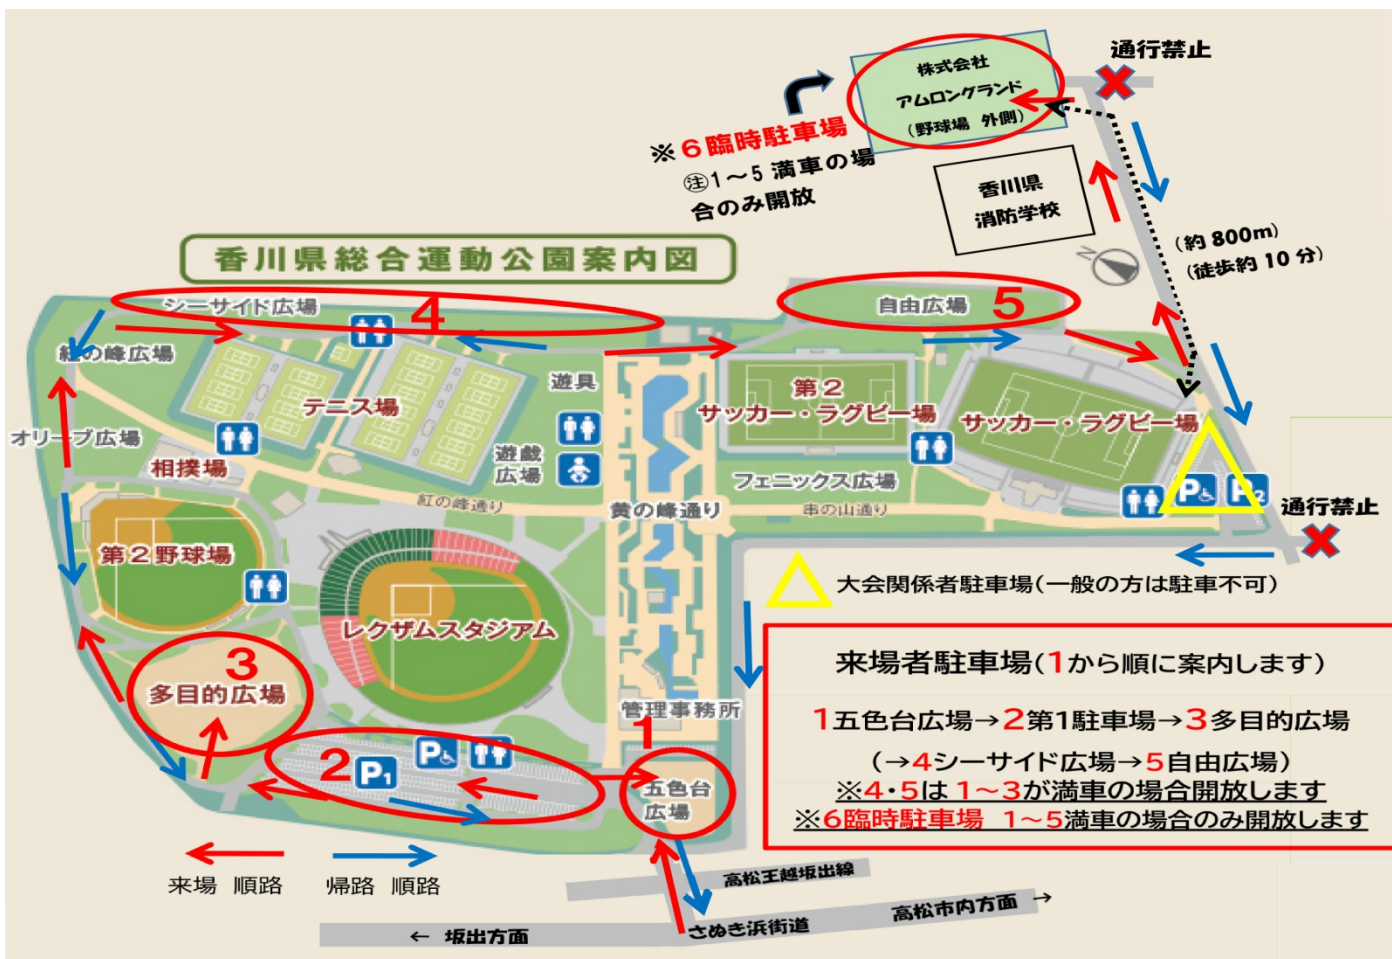 通行禁止
株式会社
アムロングランド
(野球場 外側)
※6臨時駐車場
㊟1～5 満車の場
合のみ開放
香川県
消防学校
(約 800m)
(徒歩約 10 分)
N
香川県総合運動公園案内図
シーサイド広場
4
自由広場
5
紅の峰広場
遊具
テニス場
第2
サッカー・ラグビー場
サッカー・ラグビー場
オリーブ広場
相撲場
遊戯
広場
フェニックス広場
紅の峰通り
黄の峰通り
串の山通り
P
P2
通行禁止
第2野球場
大会関係者駐車場(一般の方は駐車不可)
レクザムスタジアム
3
多目的広場
管理事務所
1
2
P1
P
五色台
広場
来場者駐車場(1から順に案内します)
1五色台広場→2第1駐車場→3多目的広場
(→4シーサイド広場→5自由広場)
※4・5は1～3が満車の場合開放します
※6臨時駐車場 1～5満車の場合のみ開放します
来場 順路
帰路 順路
高松王越坂出線
高松市内方面 →
さぬき浜街道
← 坂出方面